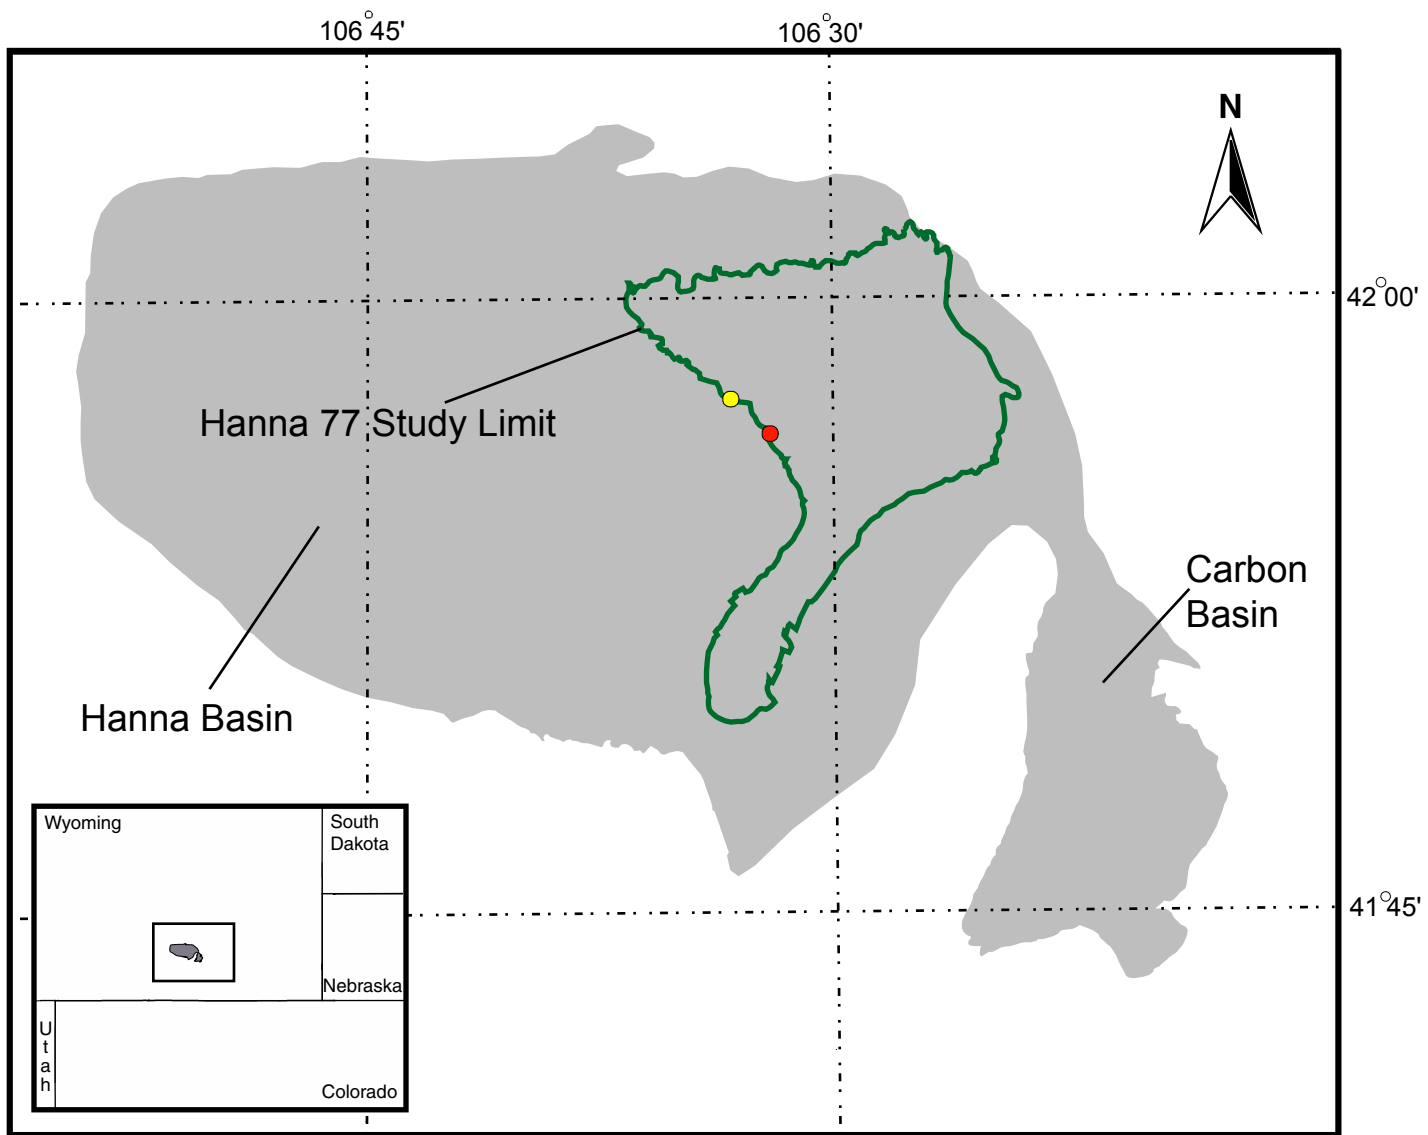 106°45'
106°30'
N
42°00'
Hanna 77 Study Limit
Carbon
Basin
Hanna Basin
Wyoming
South
Dakota
Nebraska
Utah
Colorado
41°45'